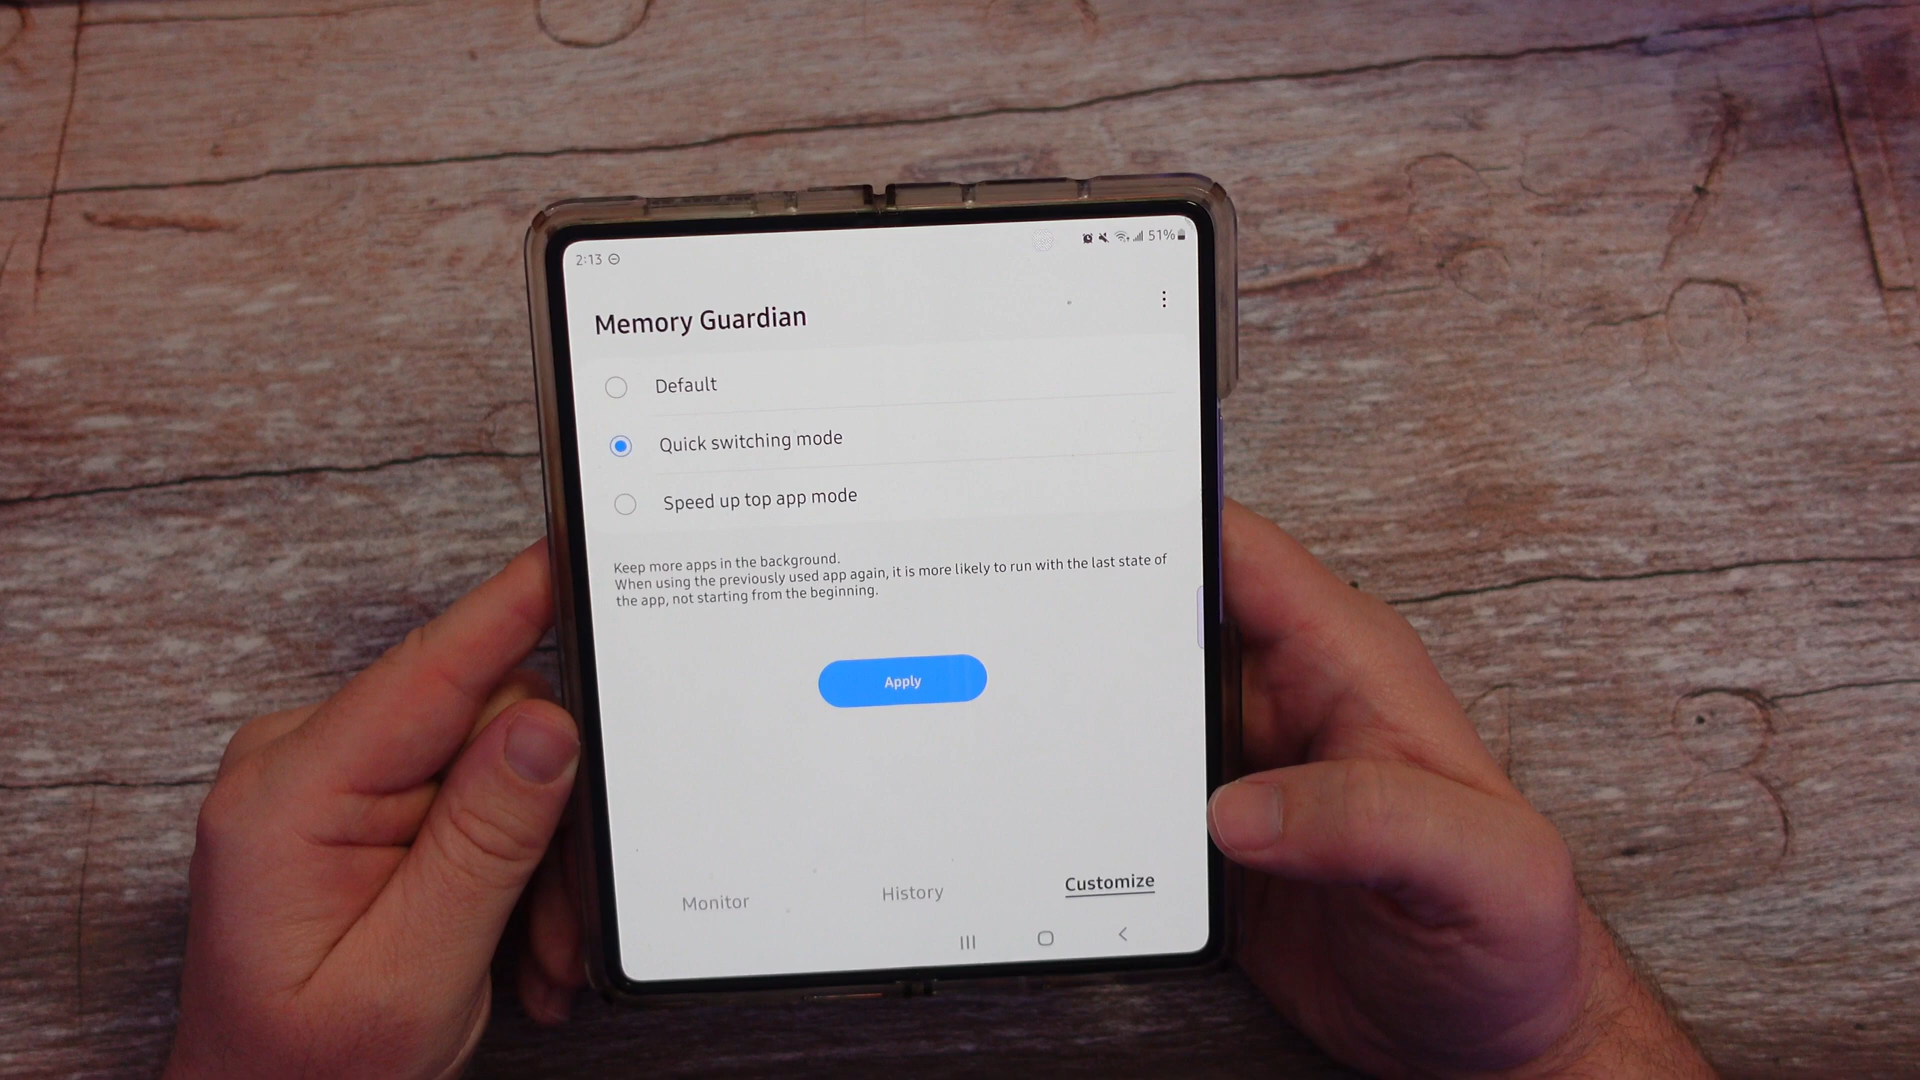 2:13
51%
Memory Guardian
Default
Quick switching mode
Speed up top app mode
Keep more apps in the background.
When using the previously used app again, it is more likely to run with the last state of
the app, not starting from the beginning.
Apply
Monitor
History
Customize